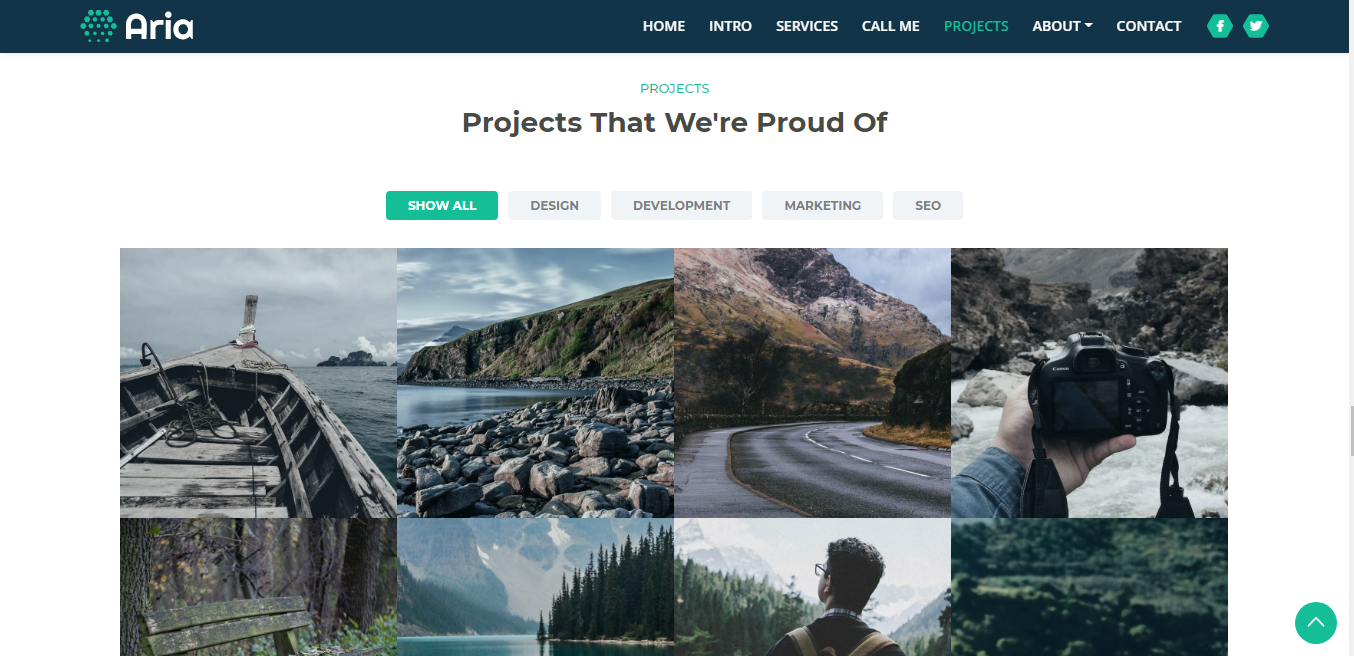 Aria HOME INTRO SERVICES CALL ME PROJECTS ABOUT CONTACT
PROJECTS
Projects That We're Proud Of
SHOW ALL DESIGN DEVELOPMENT MARKETING SEO
Canon